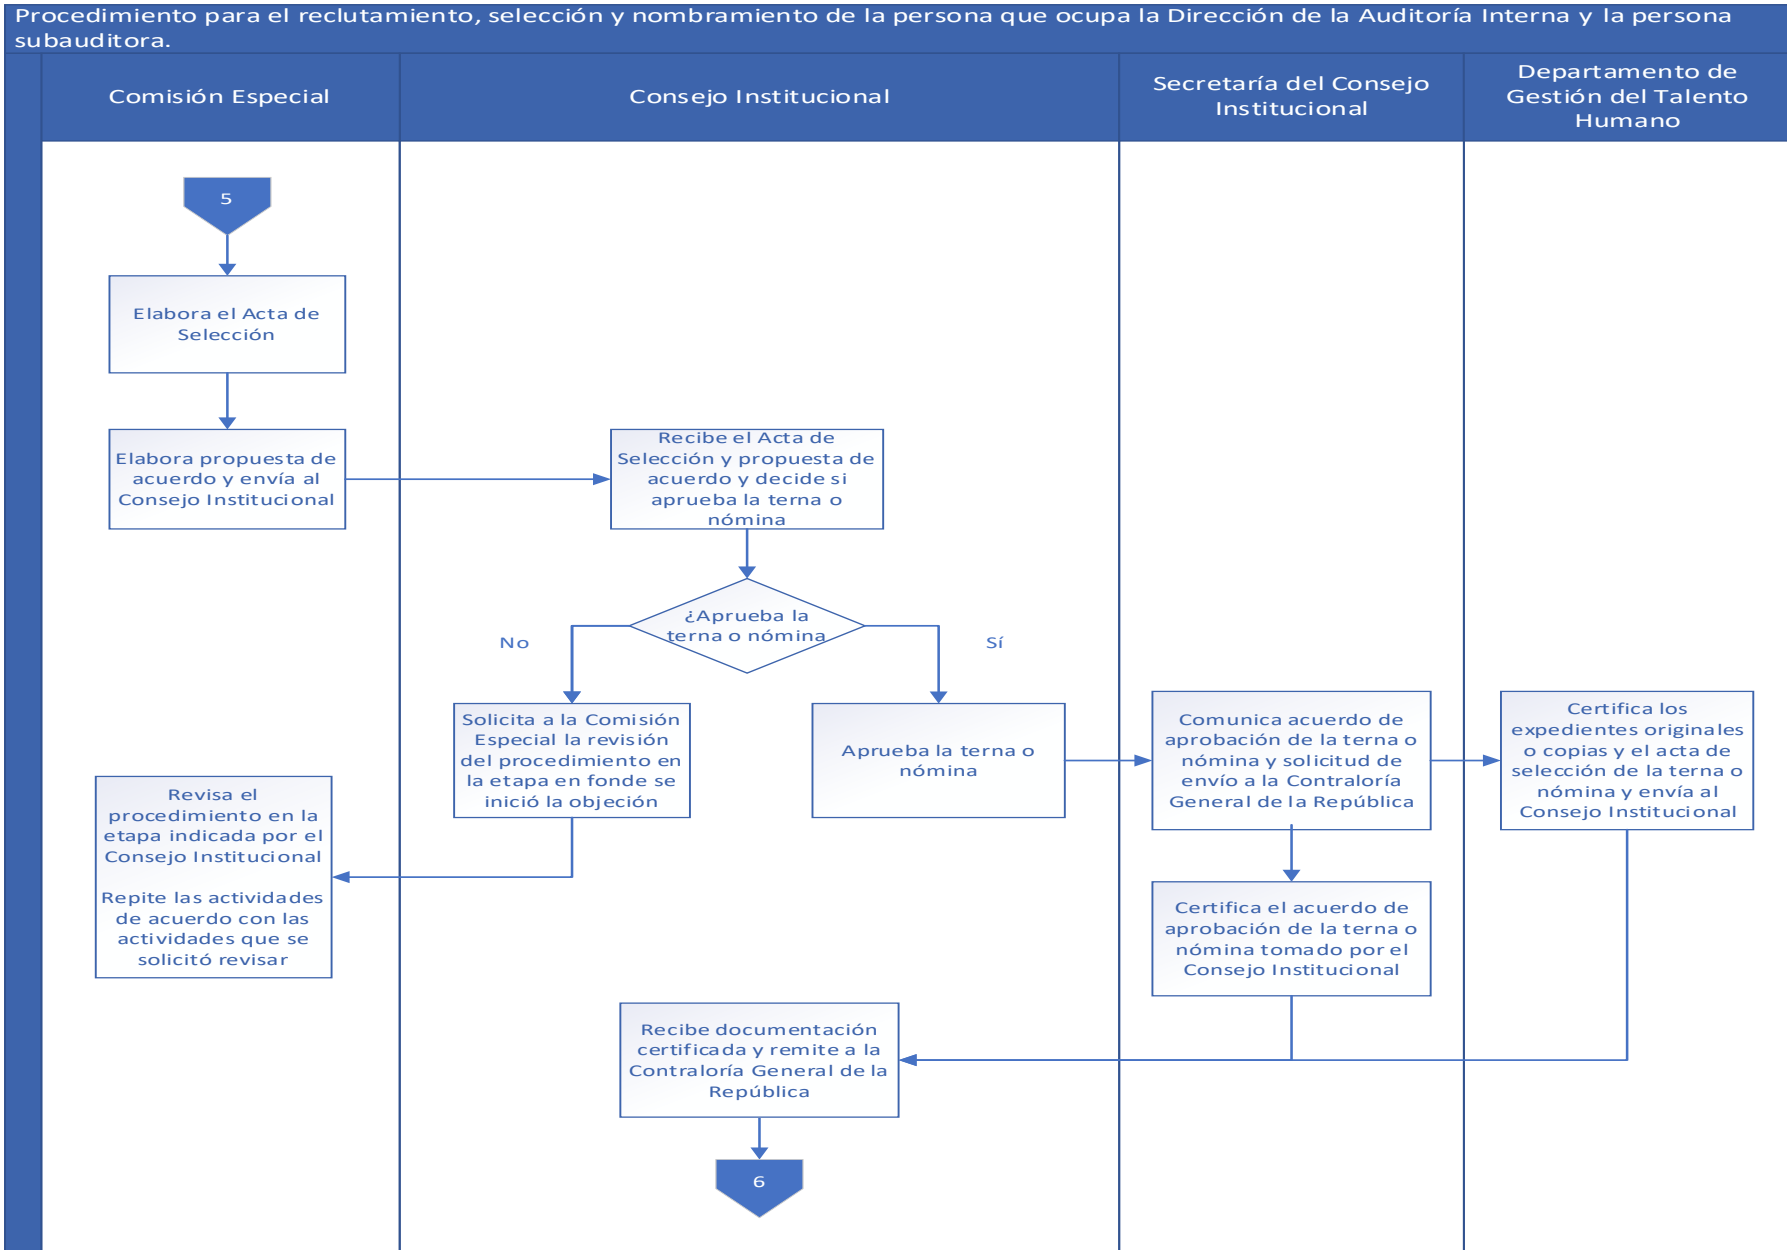 Procedimiento para el reclutamiento, selección y nombramiento de la persona que ocupa la Dirección de la Auditoría Interna y la persona
subauditora.
Comisión Especial
Consejo Institucional
Secretaría del Consejo
Institucional
Departamento de
Gestión del Talento
Humano
5
Elabora el Acta de
Selección
Elabora propuesta de
acuerdo y envía al
Consejo Institucional
Recibe el Acta de
Selección y propuesta de
acuerdo y decide si
aprueba la terna o
nómina
¿Aprueba la
terna o nómina
No
Sí
Solicita a la Comisión
Especial la revisión
del procedimiento en
la etapa en fonde se
inició la objeción
Aprueba la terna o
nómina
Comunica acuerdo de
aprobación de la terna o
nómina y solicitud de
envío a la Contraloría
General de la República
Certifica los
expedientes originales
o copias y el acta de
selección de la terna o
nómina y envía al
Consejo Institucional
Revisa el
procedimiento en la
etapa indicada por el
Consejo Institucional
Repite las actividades
de acuerdo con las
actividades que se
solicitó revisar
Certifica el acuerdo de
aprobación de la terna o
nómina tomado por el
Consejo Institucional
Recibe documentación
certificada y remite a la
Contraloría General de la
República
6